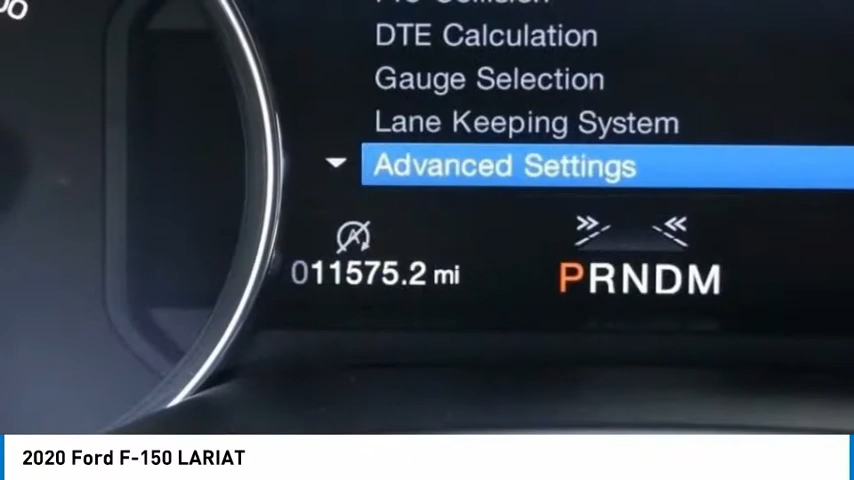 DTE Calculation
Gauge Selection
Lane Keeping System
Advanced Settings
011575.2 mi
PRNDM
2020 Ford F-150 LARIAT